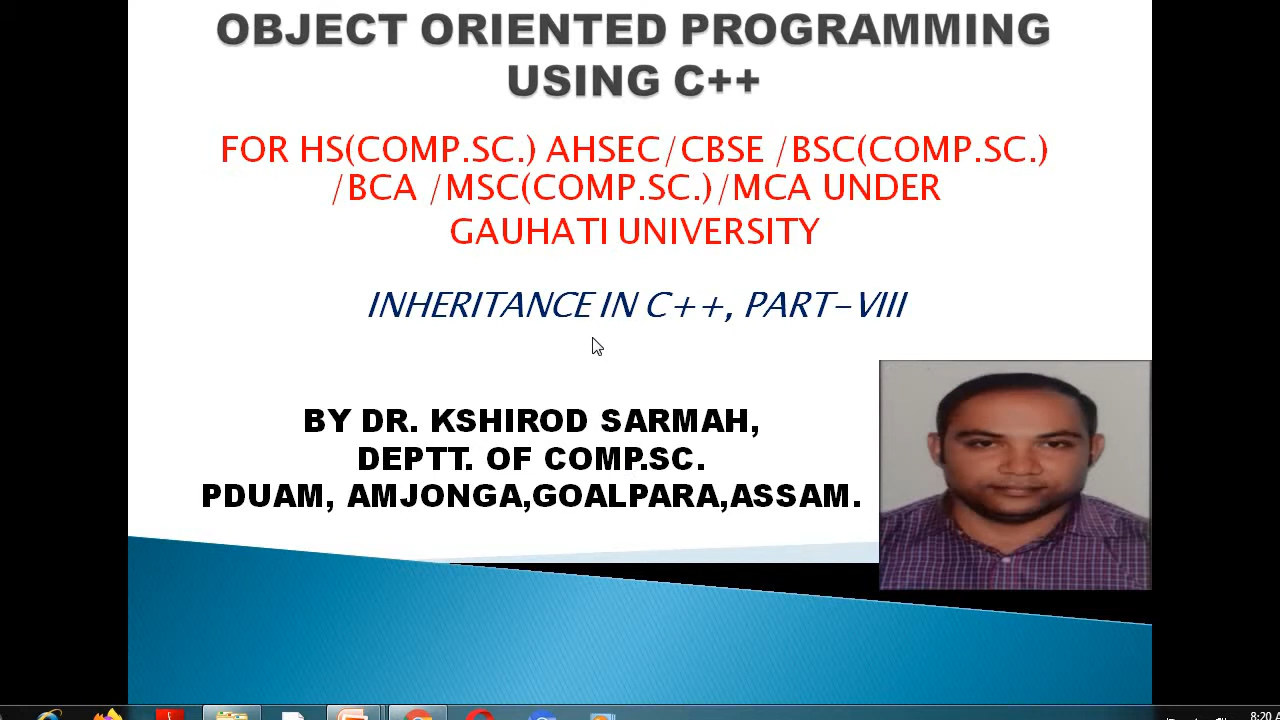 OBJECT ORIENTED PROGRAMMING
USING C++
FOR HS(COMP.SC.) AHSEC/CBSE /BSC(COMP.SC.)
/BCA /MSC(COMP.SC.)/MCA UNDER
GAUHATI UNIVERSITY
INHERITANCE IN C++, PART-VIII
BY DR. KSHIROD SARMAH,
DEPTT. OF COMP.SC.
PDUAM, AMJONGA,GOALPARA,ASSAM.